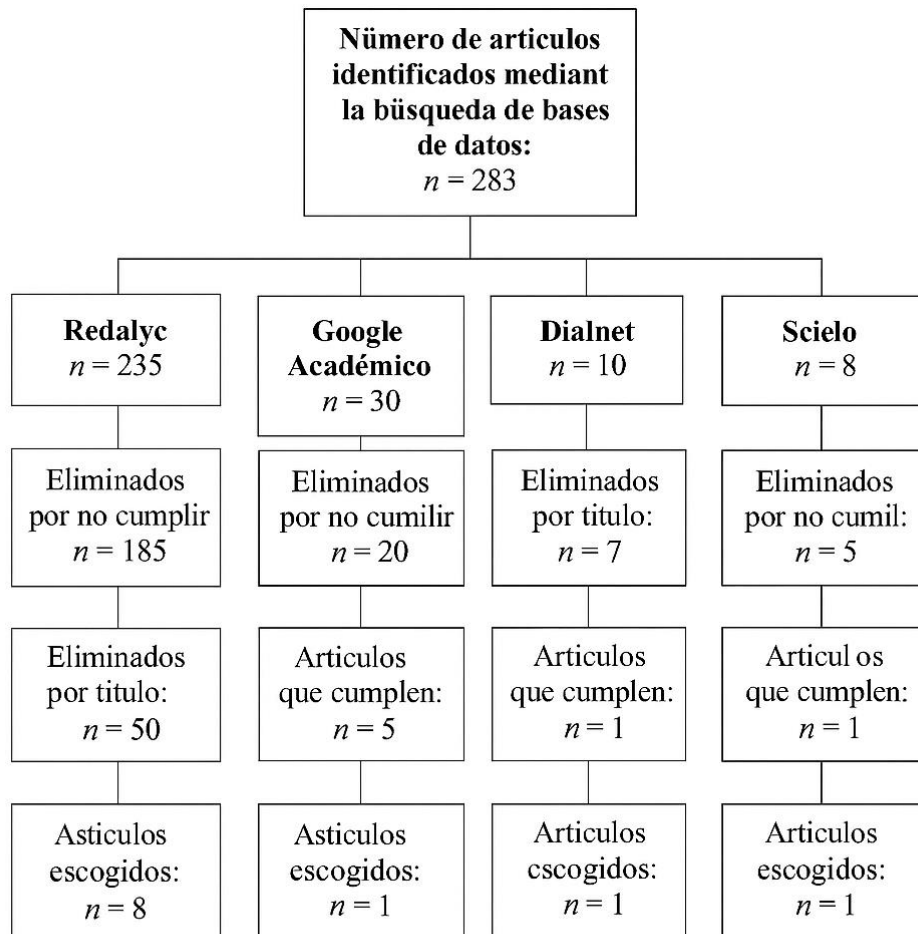 Nümero de articulos
identificados mediant
la büsqueda de bases
de datos:
n = 283
Redalyc
n = 235
Eliminados
por no cumplir
n = 185
Eliminados
por titulo:
n = 50
Asticulos
escogidos:
n = 8
Google
Académico
n = 30
Eliminados
por no cumilir
n = 20
Articulos
que cumplen:
n = 5
Asticulos
escogidos:
n = 1
Dialnet
n = 10
Eliminados
por titulo:
n = 7
Articulos
que cumplen:
n = 1
Articulos
cscogidos:
n = 1
Scielo
n = 8
Eliminados
por no cumil:
n = 5
Articul os
que cumplen:
n = 1
Articulos
escogidos:
n = 1